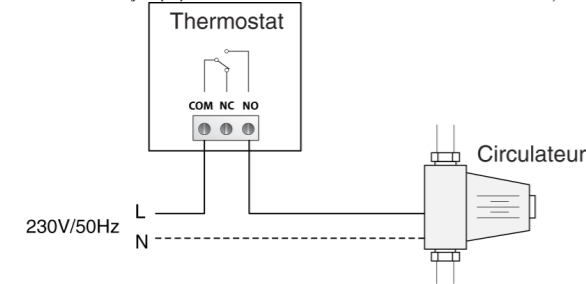 Thermostat
COM NC NO
Circulateur
L
230V/50Hz
N